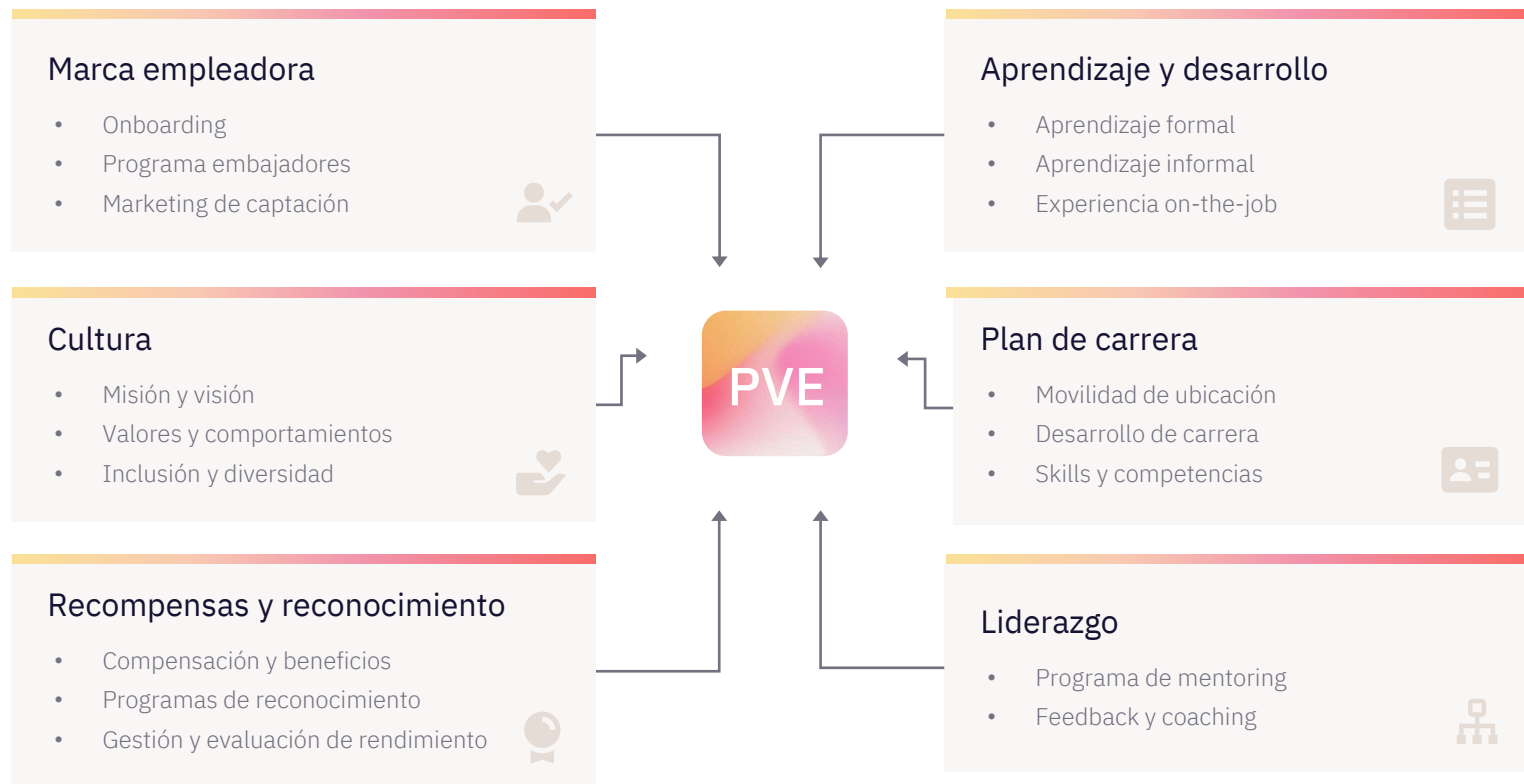 Marca empleadora
• Onboarding
• Programa embajadores
• Marketing de captación
Aprendizaje y desarrollo
• Aprendizaje formal
• Aprendizaje informal
• Experiencia on-the-job
Cultura
• Misión y visión
• Valores y comportamientos
• Inclusión y diversidad
PVE
Plan de carrera
• Movilidad de ubicación
• Desarrollo de carrera
• Skills y competencias
Recompensas y reconocimiento
• Compensación y beneficios
• Programas de reconocimiento
• Gestión y evaluación de rendimiento
Liderazgo
• Programa de mentoring
• Feedback y coaching